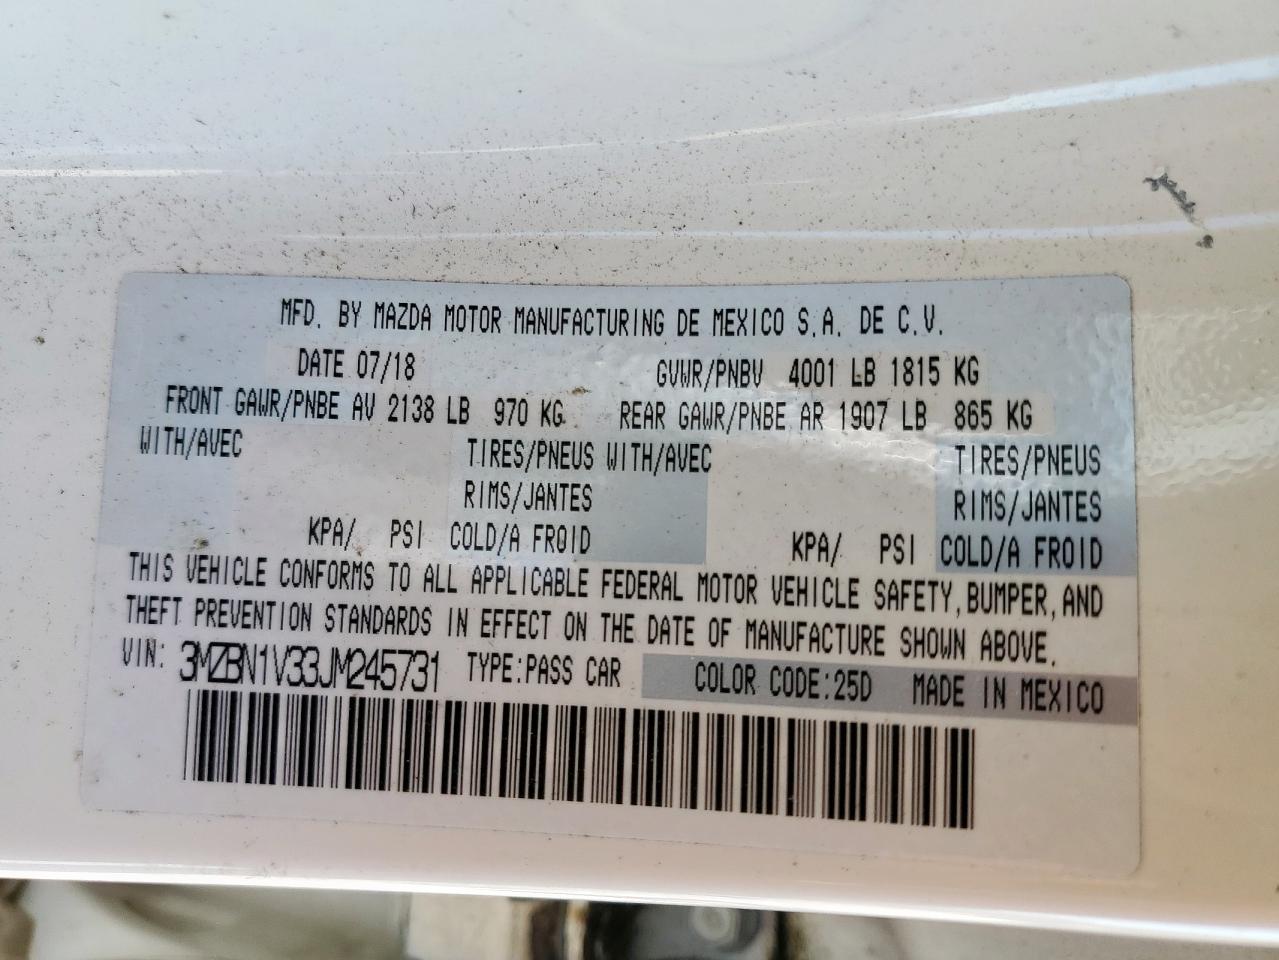 MFD. BY MAZDA MOTOR MANUFACTURING DE MEXICO S.A. DE C.V.
DATE 07/18 GVWR/PNBV 4001 LB 1815 KG
FRONT GAWR/PNBE AV 2138 LB 970 KG REAR GAWR/PNBE AR 1907 LB 865 KG
WITH/AVEC TIRES/PNEUS WITH/AVEC TIRES/PNEUS
RIMS/JANTES RIMS/JANTES
KPA/ PSI COLD/A FROID KPA/ PSI COLD/A FROID
THIS VEHICLE CONFORMS TO ALL APPLICABLE FEDERAL MOTOR VEHICLE SAFETY, BUMPER, AND
THEFT PREVENTION STANDARDS IN EFFECT ON THE DATE OF MANUFACTURE SHOWN ABOVE.
VIN: 3MZBN1V33JM245731 TYPE:PASS CAR COLOR CODE:25D MADE IN MEXICO